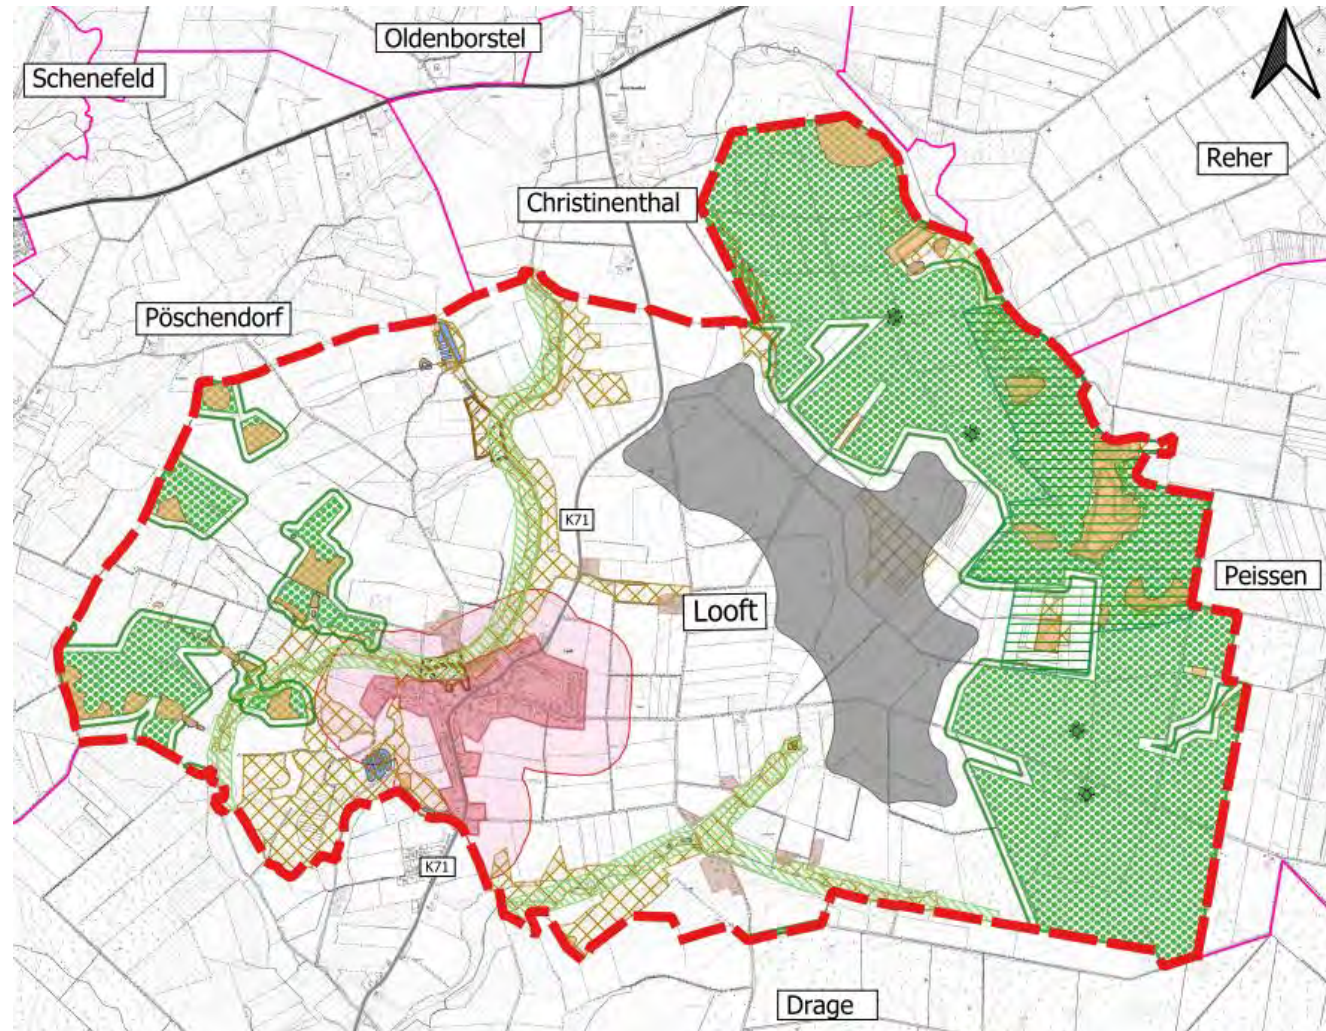 Oldenborstel
Schenefeld
Reher
Christinenthal
Pöschendorf
K71
Peissen
Looft
K71
Drage